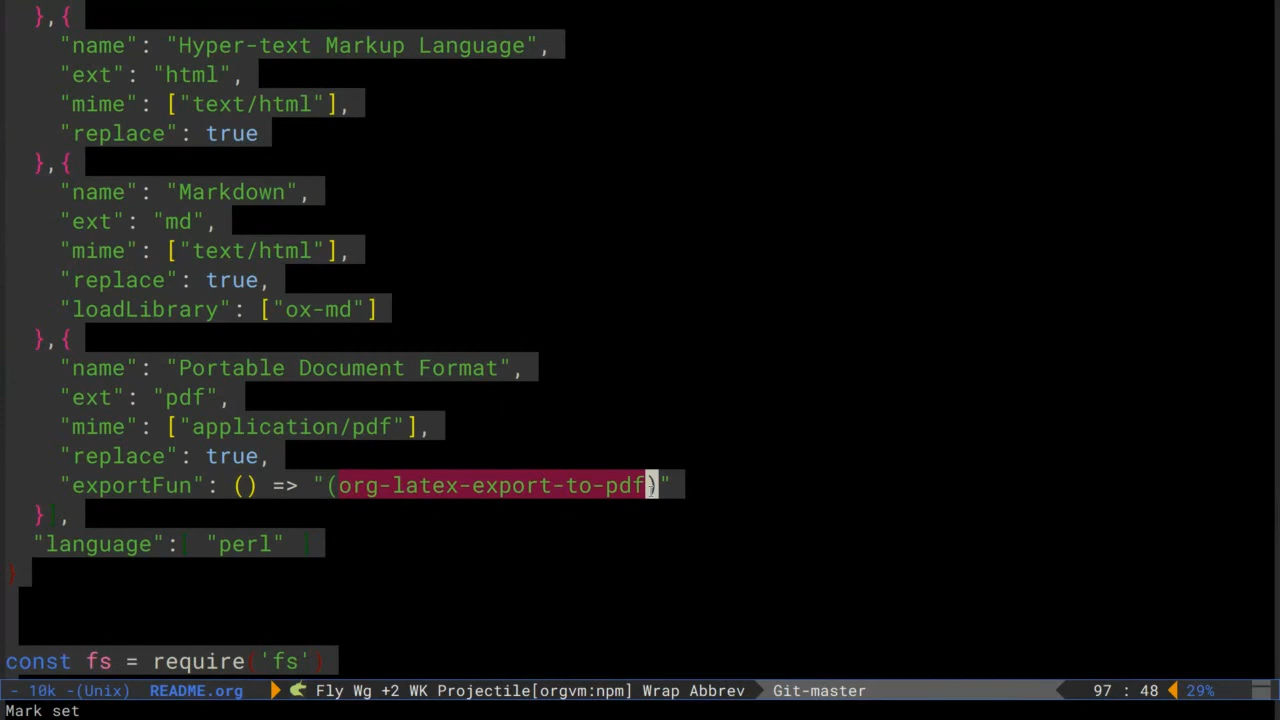 },{
    "name": "Hyper-text Markup Language",
    "ext": "html",
    "mime": ["text/html"],
    "replace": true
  },{
    "name": "Markdown",
    "ext": "md",
    "mime": ["text/html"],
    "replace": true,
    "loadLibrary": ["ox-md"]
  },{
    "name": "Portable Document Format",
    "ext": "pdf",
    "mime": ["application/pdf"],
    "replace": true,
    "exportFun": () => "(org-latex-export-to-pdf)"
  }],
  "language":[ "perl" ]
}
const fs = require('fs')
- 10k -(Unix) README.org Fly Wg +2 WK Projectile[orgvm:npm] Wrap Abbrev Git-master 97 : 48 29%
Mark set